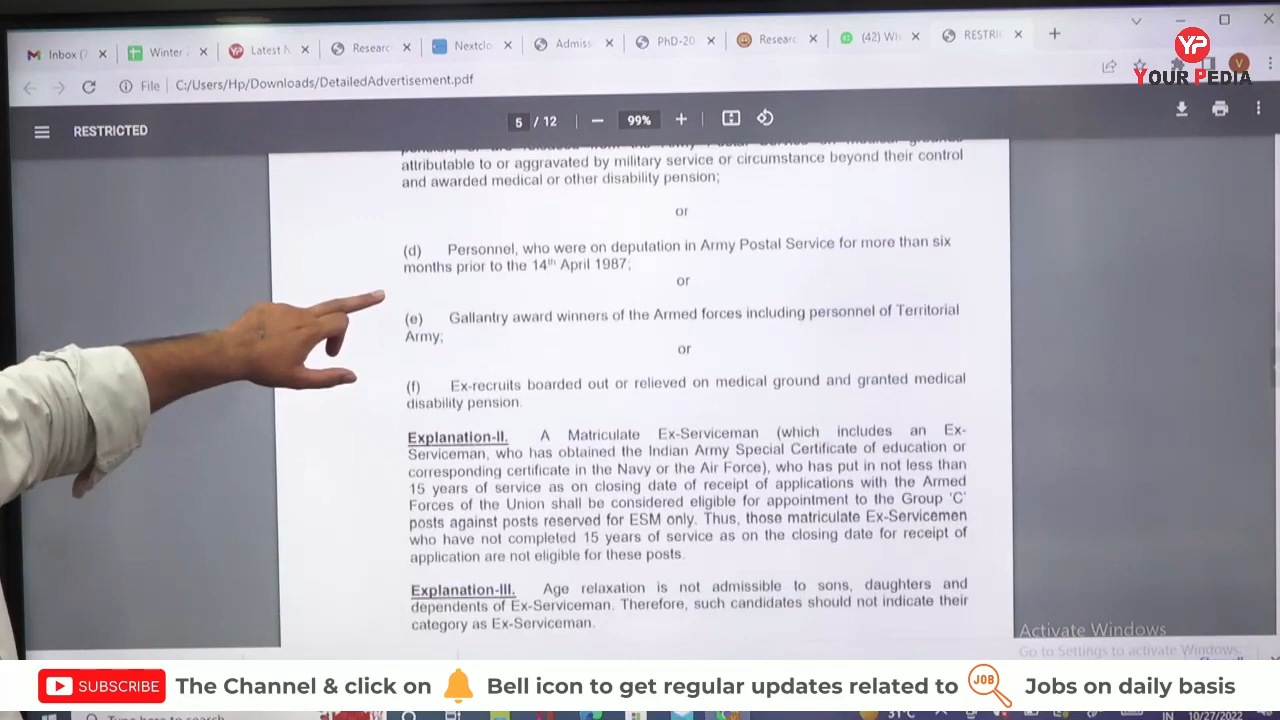 Inbox (7
Winter
Latest N
Researc
Nextclo
Admiss
PhD-20
Researc
(42) Wh
RESTRI
YP
YOUR PEDIA
File
C:/Users/Hp/Downloads/DetailedAdvertisement.pdf
V
RESTRICTED
5 / 12
99%
attributable to or aggravated by military service or circumstance beyond their control
and awarded medical or other disability pension;
or
(d) Personnel, who were on deputation in Army Postal Service for more than six
months prior to the 14th April 1987;
or
(e) Gallantry award winners of the Armed forces including personnel of Territorial
Army;
or
(f) Ex-recruits boarded out or relieved on medical ground and granted medical
disability pension.
Explanation-II. A Matriculate Ex-Serviceman (which includes an Ex-
Serviceman, who has obtained the Indian Army Special Certificate of education or
corresponding certificate in the Navy or the Air Force), who has put in not less than
15 years of service as on closing date of receipt of applications with the Armed
Forces of the Union shall be considered eligible for appointment to the Group 'C'
posts against posts reserved for ESM only. Thus, those matriculate Ex-Servicemen
who have not completed 15 years of service as on the closing date for receipt of
application are not eligible for these posts.
Explanation-III. Age relaxation is not admissible to sons, daughters and
dependents of Ex-Serviceman. Therefore, such candidates should not indicate their
category as Ex-Serviceman.
Activate Windows
Go to Settings to activate Windows.
SUBSCRIBE
The Channel & click on
Bell icon to get regular updates related to
JOB
Jobs on daily basis
31°C
IN
10/27/2022